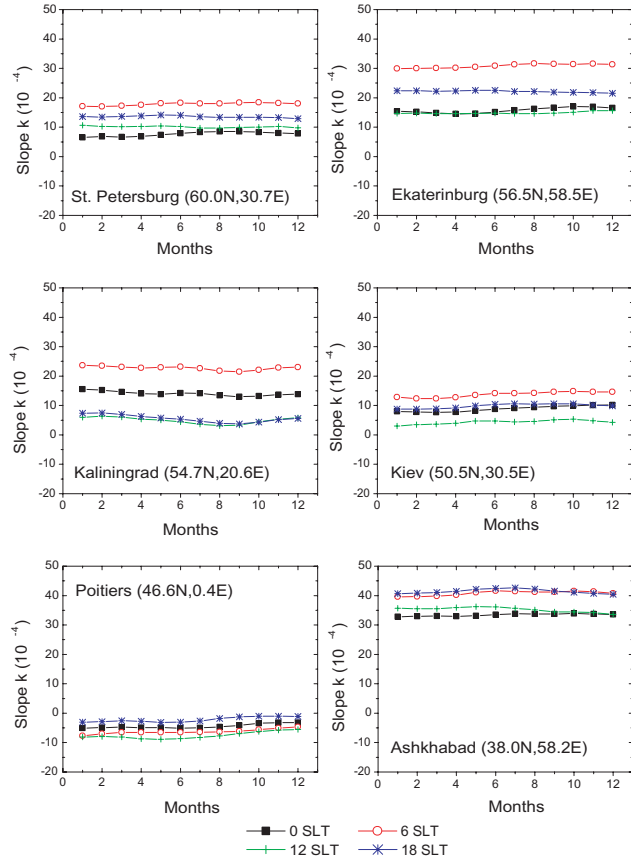 50
40
30
20
10
0
-10
-20
Slope k (10 -4)
St. Petersburg (60.0N,30.7E)
0 2 4 6 8 10 12
Months
50
40
30
20
10
0
-10
-20
Slope k (10 -4)
Ekaterinburg (56.5N,58.5E)
0 2 4 6 8 10 12
Months
50
40
30
20
10
0
-10
-20
Slope k (10 -4)
Kaliningrad (54.7N,20.6E)
0 2 4 6 8 10 12
Months
50
40
30
20
10
0
-10
-20
Slope k (10 -4)
Kiev (50.5N,30.5E)
0 2 4 6 8 10 12
Months
50
40
30
20
10
0
-10
-20
Slope k (10 -4)
Poitiers (46.6N,0.4E)
0 2 4 6 8 10 12
Months
50
40
30
20
10
0
-10
-20
Slope k (10 -4)
Ashkhabad (38.0N,58.2E)
0 2 4 6 8 10 12
Months
0 SLT 6 SLT
12 SLT 18 SLT